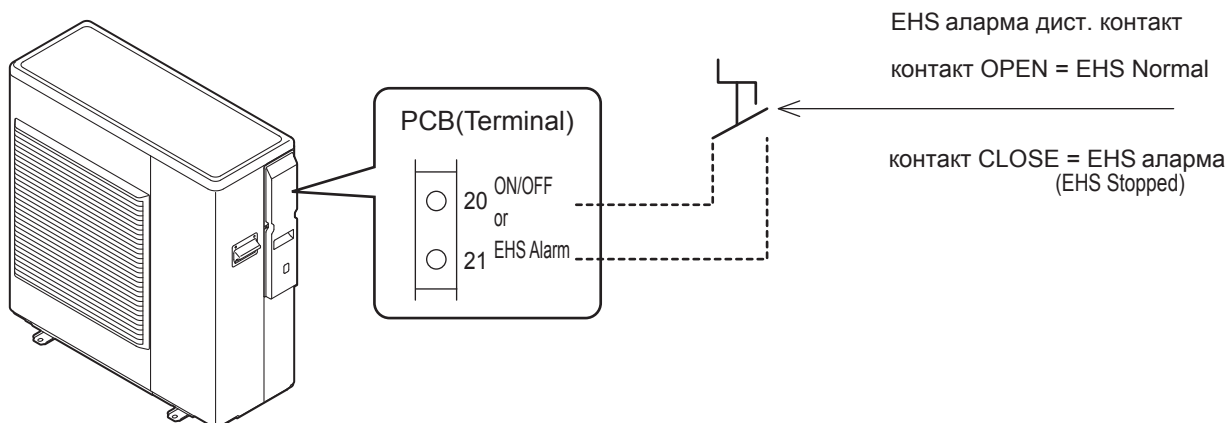 EHS аларма дист. контакт
контакт OPEN = EHS Normal
контакт CLOSE = EHS аларма
(EHS Stopped)
PCB(Terminal)
20 ON/OFF
or
21 EHS Alarm